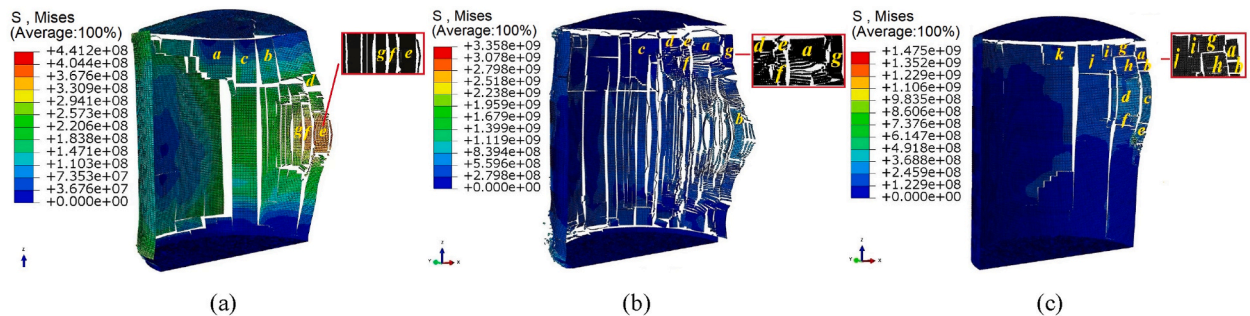 S, Mises
(Average:100%)
+4.412e+08
+4.044e+08
+3.676e+08
+3.309e+08
+2.941e+08
+2.573e+08
+2.206e+08
+1.838e+08
+1.471e+08
+1.103e+08
+7.353e+07
+3.676e+07
+0.000e+00
z
a
c
b
d
g f e
g f e
(a)
S, Mises
(Average:100%)
+3.358e+09
+3.078e+09
+2.798e+09
+2.518e+09
+2.238e+09
+1.959e+09
+1.679e+09
+1.399e+09
+1.119e+09
+8.394e+08
+5.596e+08
+2.798e+08
+0.000e+00
Z
Y X
c d e a g
f
b
d e a g
f
(b)
S, Mises
(Average:100%)
+1.475e+09
+1.352e+09
+1.229e+09
+1.106e+09
+9.835e+08
+8.606e+08
+7.376e+08
+6.147e+08
+4.918e+08
+3.688e+08
+2.459e+08
+1.229e+08
+0.000e+00
Z
Y X
k i g a
j h b
d c
f
e
i g a
j h b
(c)